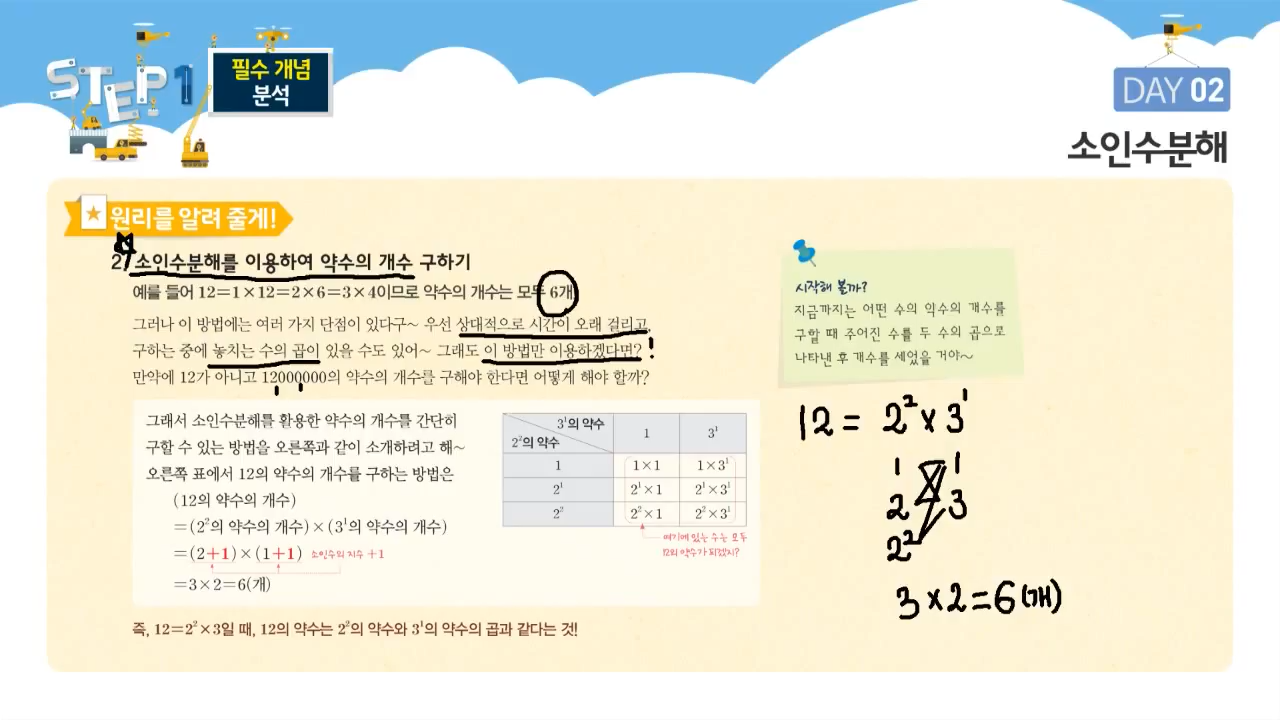 STEP 1
필수 개념
분석
DAY 02
소인수분해
원리를 알려 줄게!
2. 소인수분해를 이용하여 약수의 개수 구하기
예를 들어 12=1×12=2×6=3×4이므로 약수의 개수는 모두 6개
그러나 이 방법에는 여러 가지 단점이 있다구~ 우선 상대적으로 시간이 오래 걸리고,
구하는 중에 놓치는 수의 곱이 있을 수도 있어~ 그래도 이 방법만 이용하겠다면?!
만약에 12가 아니고 12000000의 약수의 개수를 구해야 한다면 어떻게 해야 할까?
시작해 볼까?
지금까지는 어떤 수의 약수의 개수를
구할 때 주어진 수를 두 수의 곱으로
나타낸 후 개수를 세었을 거야~
그래서 소인수분해를 활용한 약수의 개수를 간단히
구할 수 있는 방법을 오른쪽과 같이 소개하려고 해~
오른쪽 표에서 12의 약수의 개수를 구하는 방법은
(12의 약수의 개수)
=(2²의 약수의 개수)×(3¹의 약수의 개수)
=(2+1)×(1+1) 소인수의 지수 +1
=3×2=6(개)
3¹의 약수
2²의 약수 1 3¹
1 1×1 1×3¹
2¹ 2¹×1 2¹×3¹
2² 2²×1 2²×3¹
여기에 있는 수는 모두
12의 약수가 되겠지?
즉, 12=2²×3일 때, 12의 약수는 2²의 약수와 3¹의 약수의 곱과 같다는 것!
12 = 2² × 3¹
1 1
2 3
2²
3 × 2 = 6 (개)